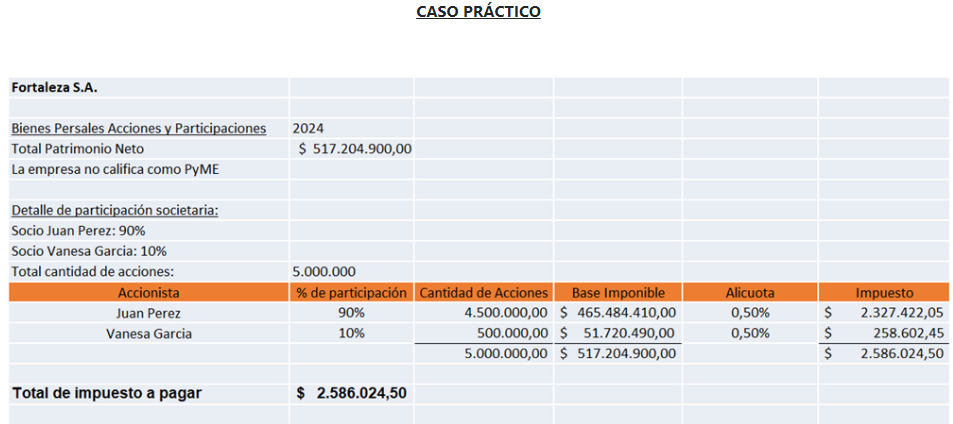 CASO PRÁCTICO
Fortaleza S.A.
Bienes Persales Acciones y Participaciones 2024
Total Patrimonio Neto $ 517.204.900,00
La empresa no califica como PyME
Detalle de participación societaria:
Socio Juan Perez: 90%
Socio Vanesa Garcia: 10%
Total cantidad de acciones: 5.000.000
Accionista % de participación Cantidad de Acciones Base Imponible Alicuota Impuesto
Juan Perez 90% 4.500.000,00 $ 465.484.410,00 0,50% $ 2.327.422,05
Vanesa Garcia 10% 500.000,00 $ 51.720.490,00 0,50% $ 258.602,45
5.000.000,00 $ 517.204.900,00 $ 2.586.024,50
Total de impuesto a pagar $ 2.586.024,50